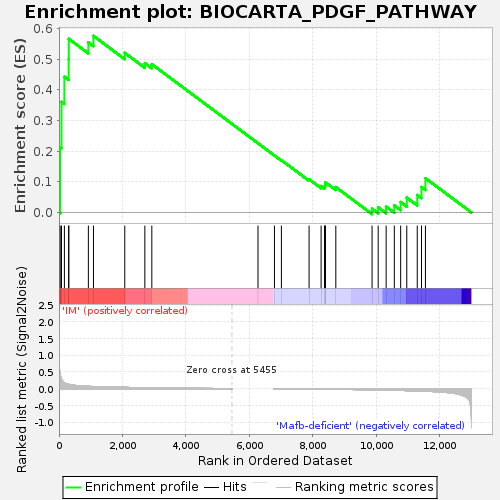 Enrichment plot: BIOCARTA_PDGF_PATHWAY
Enrichment score (ES)
0.6
0.5
0.4
0.3
0.2
0.1
0.0
Ranked list metric (Signal2Noise)
2.5
2.0
1.5
1.0
0.5
0.0
-0.5
-1.0
'IM' (positively correlated)
Zero cross at 5455
'Mafb-deficient' (negatively correlated)
0 2,000 4,000 6,000 8,000 10,000 12,000
Rank in Ordered Dataset
Enrichment profile Hits Ranking metric scores